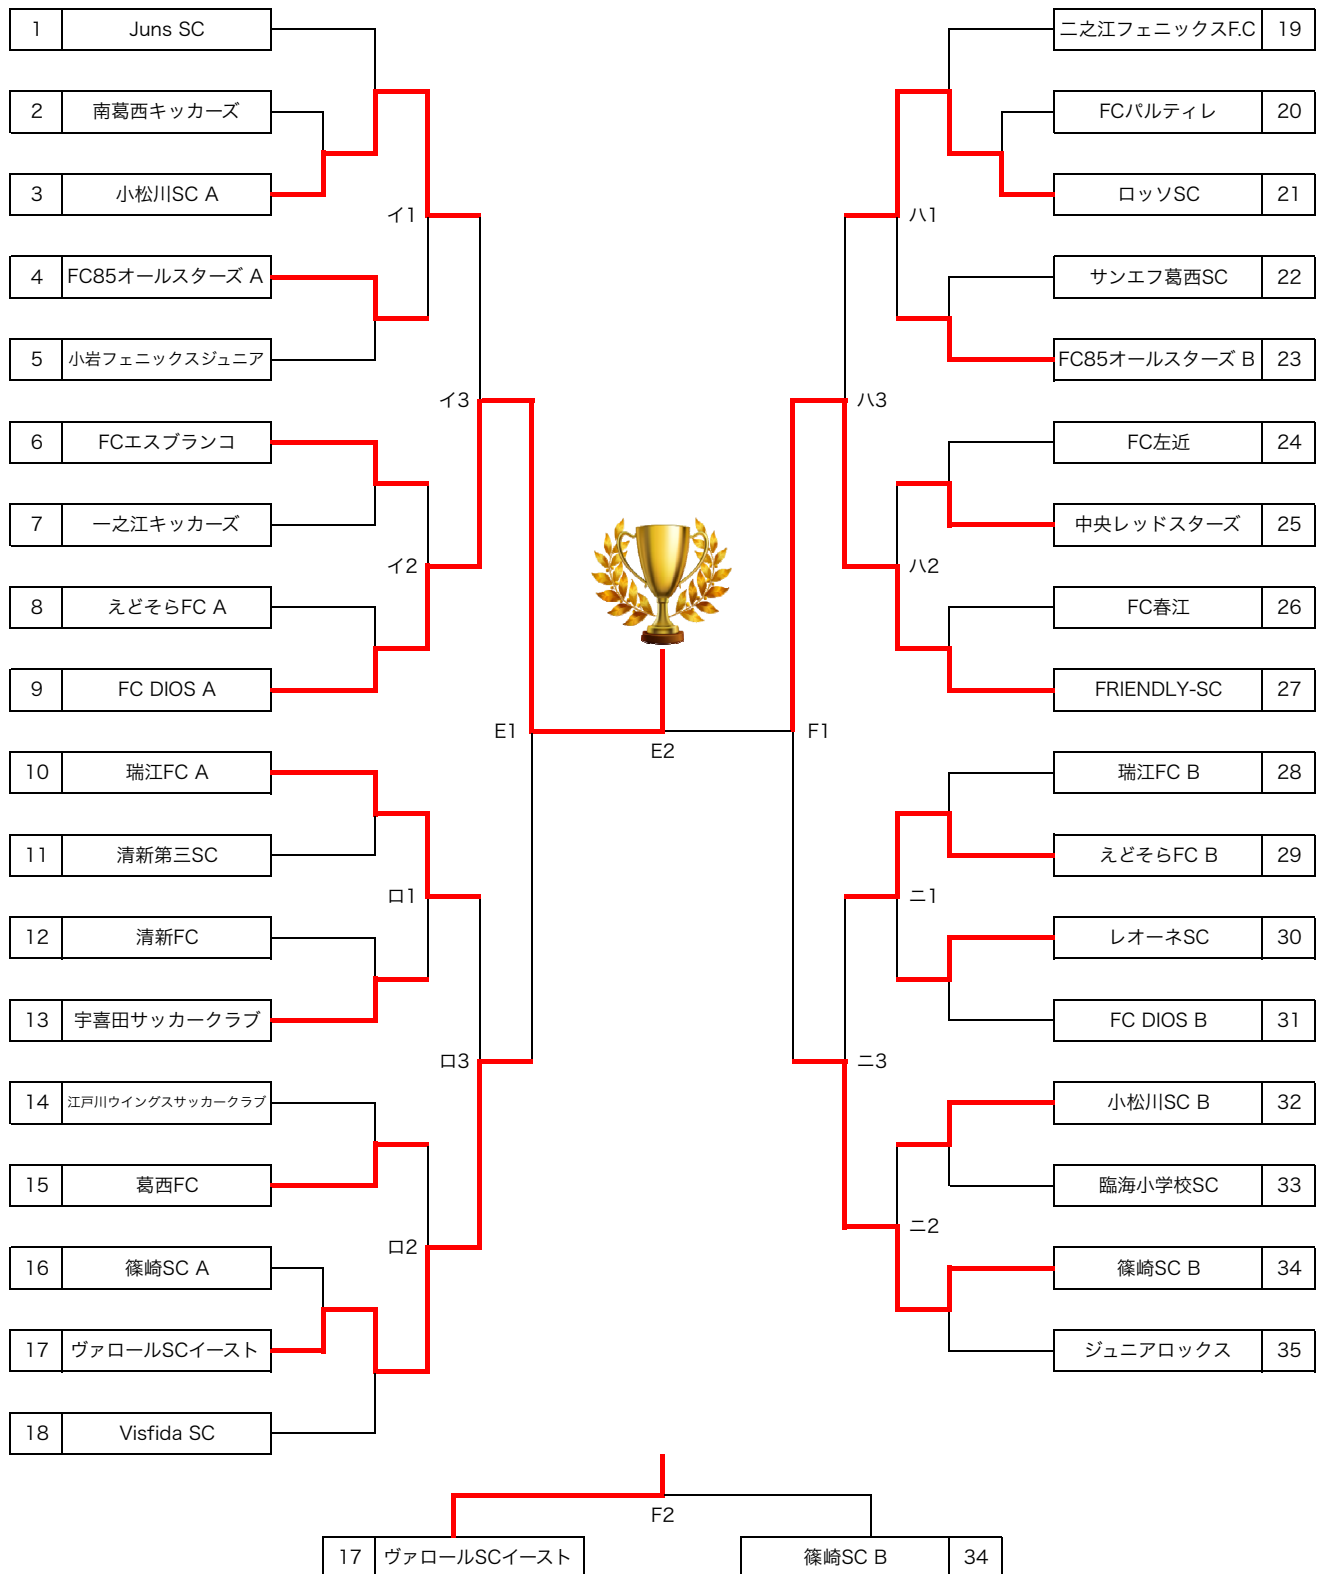 1 Juns SC
2 南葛西キッカーズ
3 小松川SC A
4 FC85オールスターズ A
5 小岩フェニックスジュニア
6 FCエスブランコ
7 一之江キッカーズ
8 えどそらFC A
9 FC DIOS A
10 瑞江FC A
11 清新第三SC
12 清新FC
13 宇喜田サッカークラブ
14 江戸川ウイングスサッカークラブ
15 葛西FC
16 篠崎SC A
17 ヴァロールSCイースト
18 Visfida SC
イ1
イ3
イ2
E1
ロ1
ロ3
ロ2
E2
二之江フェニックスF.C 19
FCパルティレ 20
ロッソSC 21
サンエフ葛西SC 22
FC85オールスターズ B 23
FC左近 24
中央レッドスターズ 25
FC春江 26
FRIENDLY-SC 27
瑞江FC B 28
えどそらFC B 29
レオーネSC 30
FC DIOS B 31
小松川SC B 32
臨海小学校SC 33
篠崎SC B 34
ジュニアロックス 35
ハ1
ハ3
ハ2
F1
ニ1
ニ3
ニ2
F2
17 ヴァロールSCイースト
篠崎SC B 34